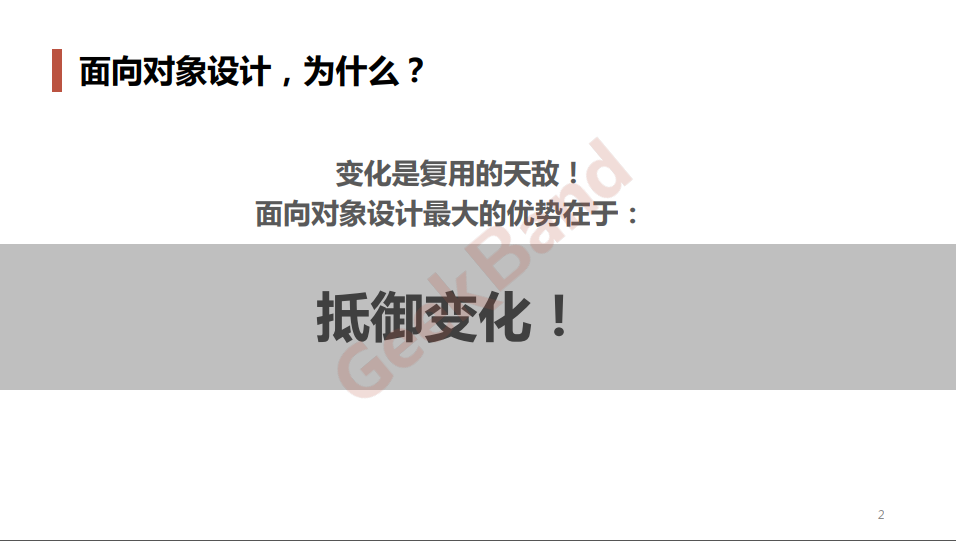 面向对象设计，为什么？
变化是复用的天敌！
面向对象设计最大的优势在于：
抵御变化！
GeekBand
2